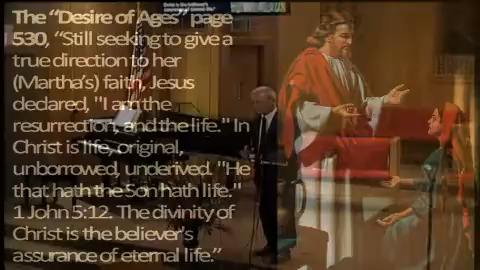 The “Desire of Ages” page
530, “Still seeking to give a
true direction to her
(Martha’s) faith, Jesus
declared, "I am the
resurrection, and the life." In
Christ is life, original,
unborrowed, underived. "He
that hath the Son hath life."
1 John 5:12. The divinity of
Christ is the believer's
assurance of eternal life.”